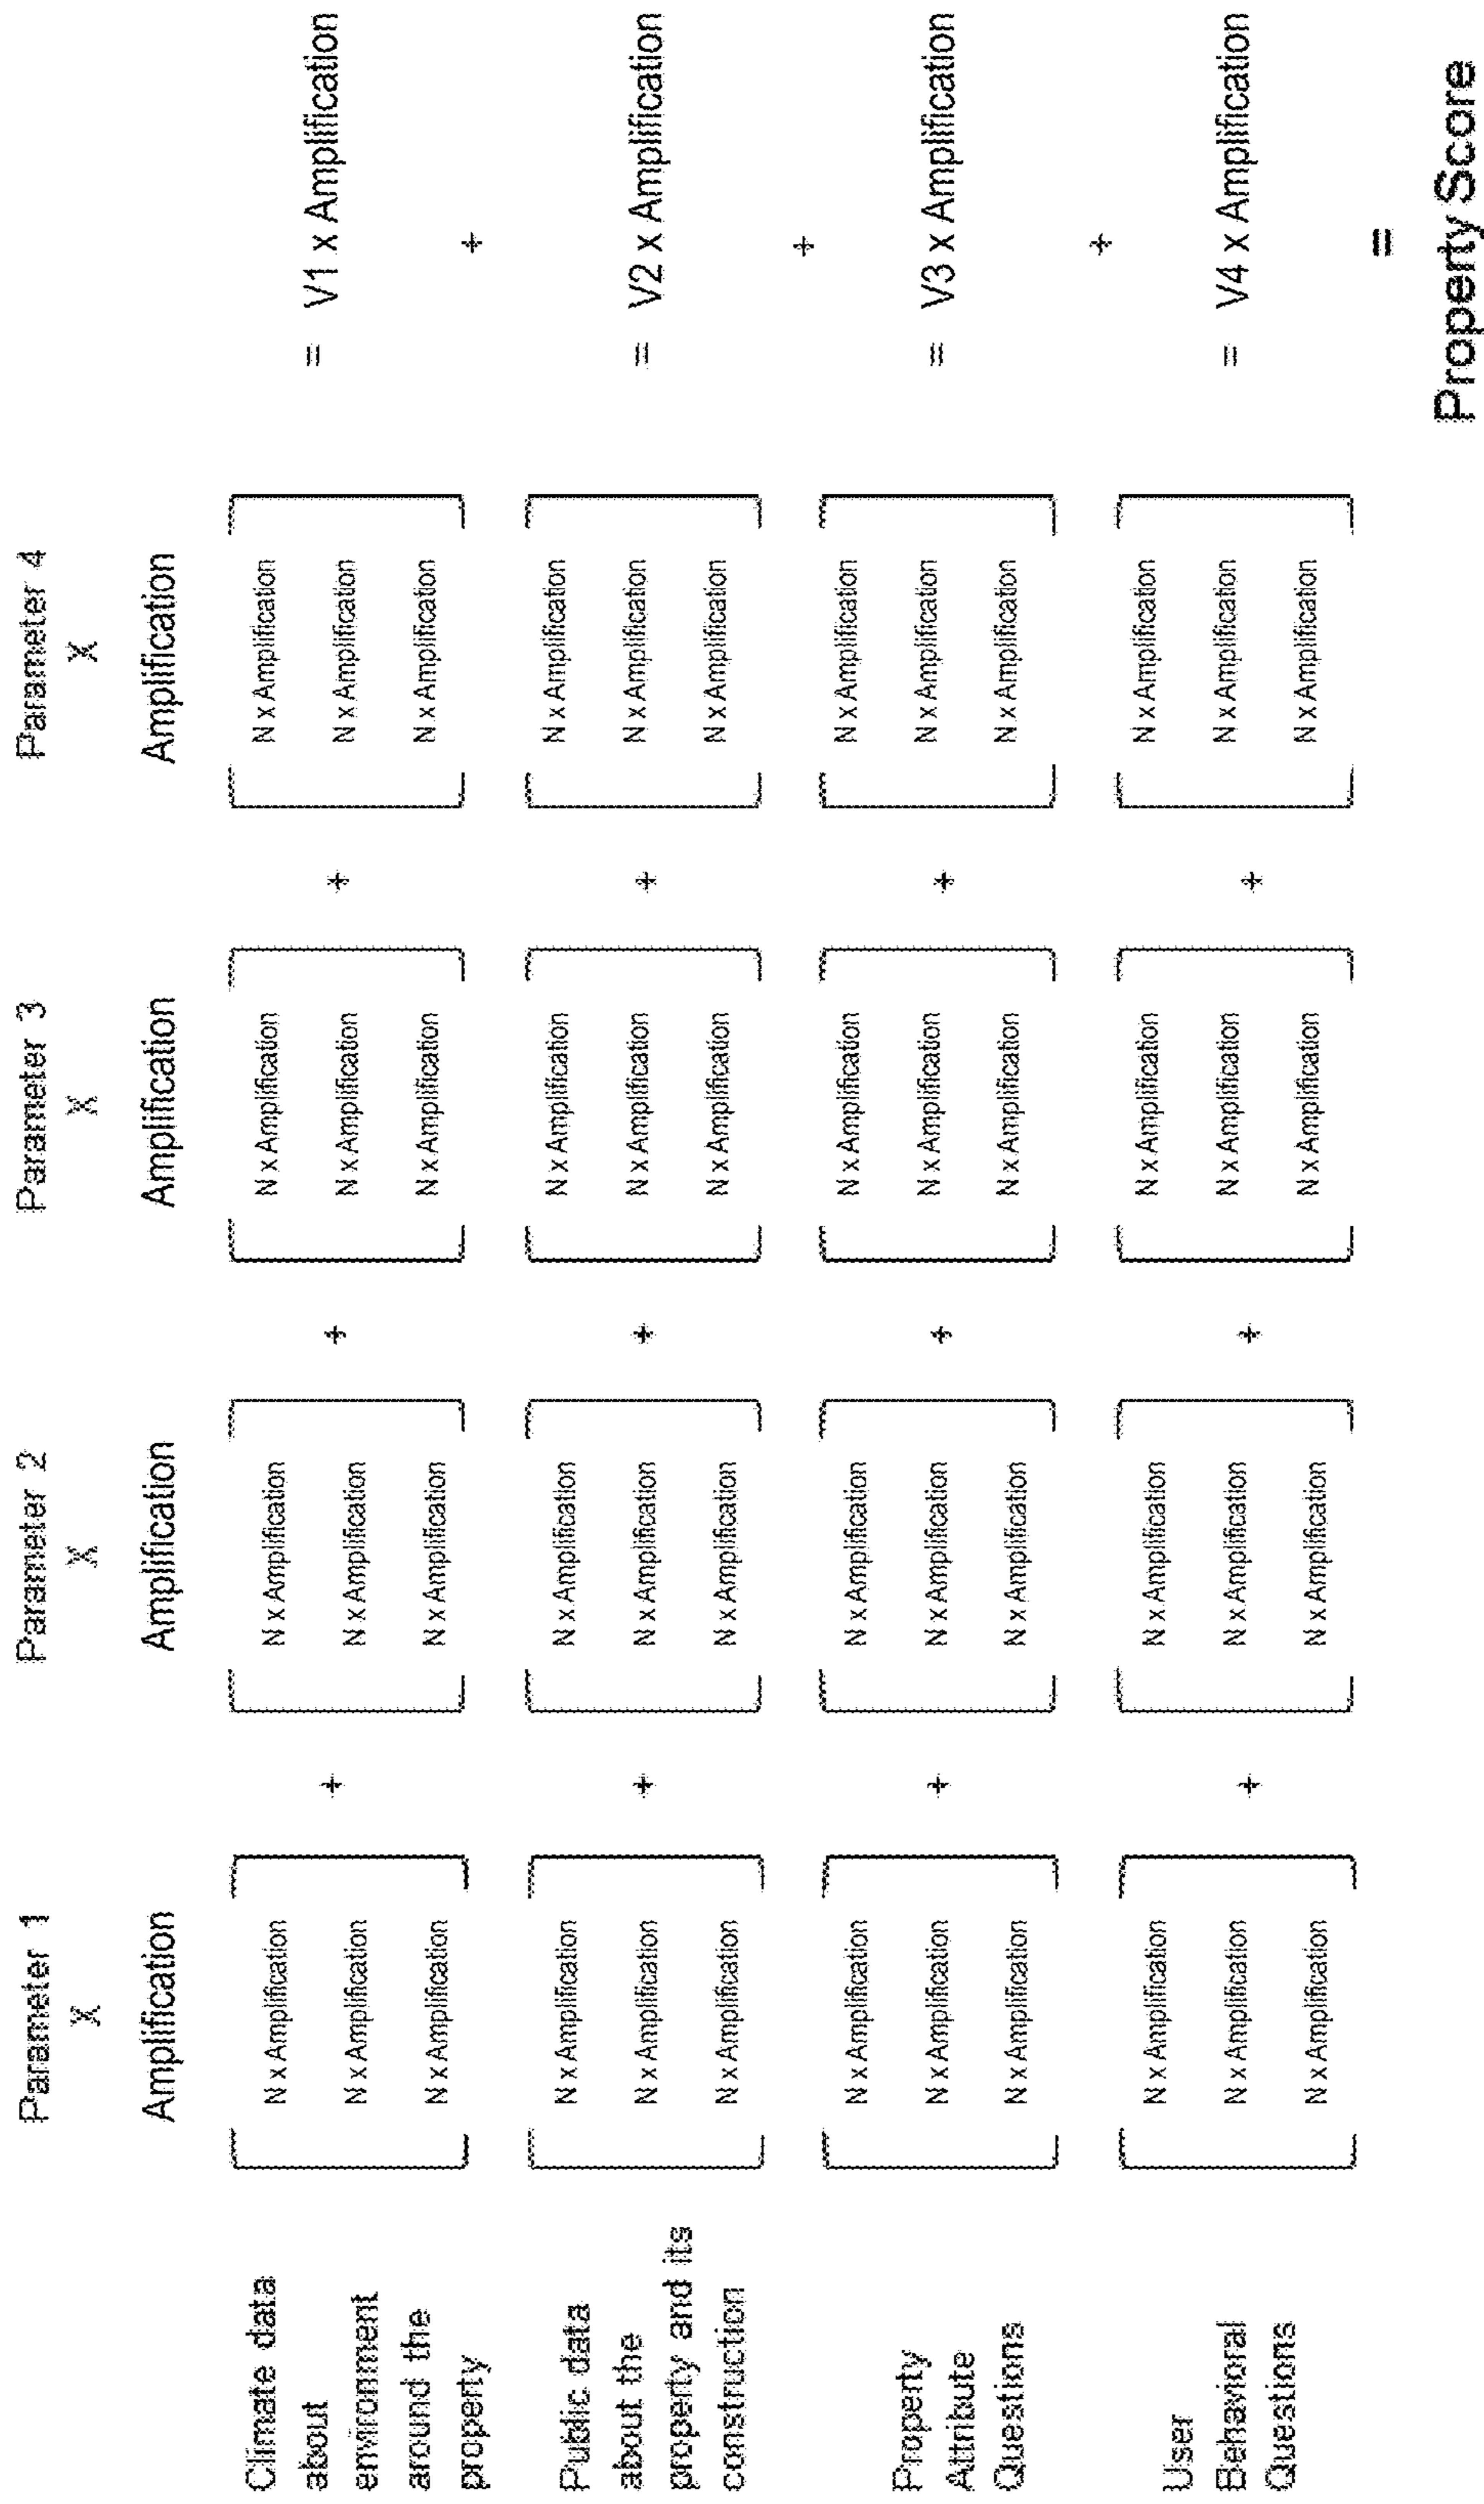 Parameter 1
X
Amplification
Parameter 2
X
Amplification
Parameter 3
X
Amplification
Parameter 4
X
Amplification
Climate data
about
environment
around the
property
N x Amplification
N x Amplification
N x Amplification
+
N x Amplification
N x Amplification
N x Amplification
+
N x Amplification
N x Amplification
N x Amplification
+
N x Amplification
N x Amplification
N x Amplification
= V1 x Amplification
+
Public data
about the
property and its
construction
N x Amplification
N x Amplification
N x Amplification
+
N x Amplification
N x Amplification
N x Amplification
+
N x Amplification
N x Amplification
N x Amplification
+
N x Amplification
N x Amplification
N x Amplification
= V2 x Amplification
+
Property
Attribute
Questions
N x Amplification
N x Amplification
N x Amplification
+
N x Amplification
N x Amplification
N x Amplification
+
N x Amplification
N x Amplification
N x Amplification
+
N x Amplification
N x Amplification
N x Amplification
= V3 x Amplification
+
User
Behavioral
Questions
N x Amplification
N x Amplification
N x Amplification
+
N x Amplification
N x Amplification
N x Amplification
+
N x Amplification
N x Amplification
N x Amplification
+
N x Amplification
N x Amplification
N x Amplification
= V4 x Amplification
=
Property Score